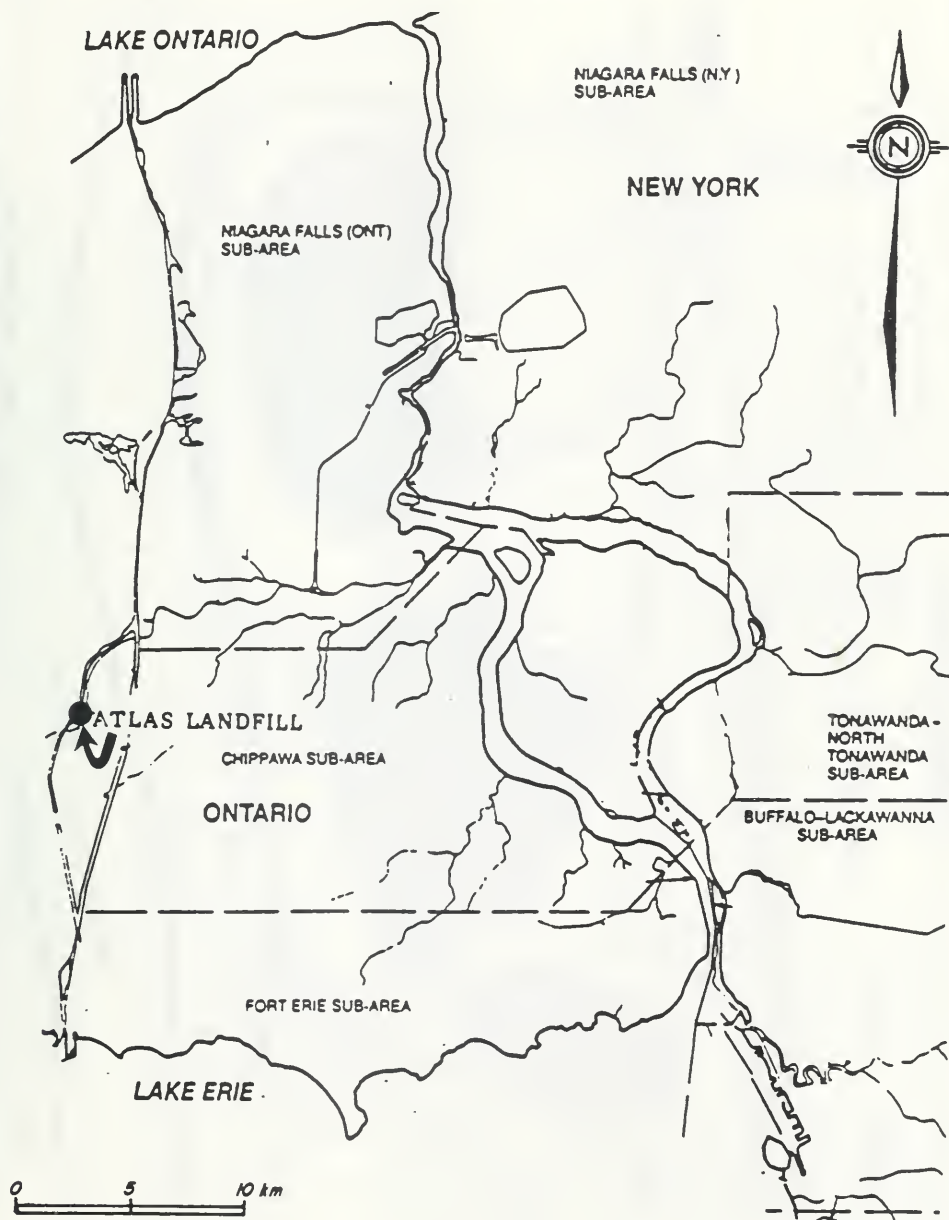 LAKE ONTARIO
NIAGARA FALLS (N.Y.)
SUB-AREA
N
NEW YORK
NIAGARA FALLS (ONT)
SUB-AREA
ATLAS LANDFILL
CHIPPAWA SUB-AREA
ONTARIO
TONAWANDA -
NORTH
TONAWANDA
SUB-AREA
BUFFALO-LACKAWANNA
SUB-AREA
FORT ERIE SUB-AREA
LAKE ERIE
0 5 10 km